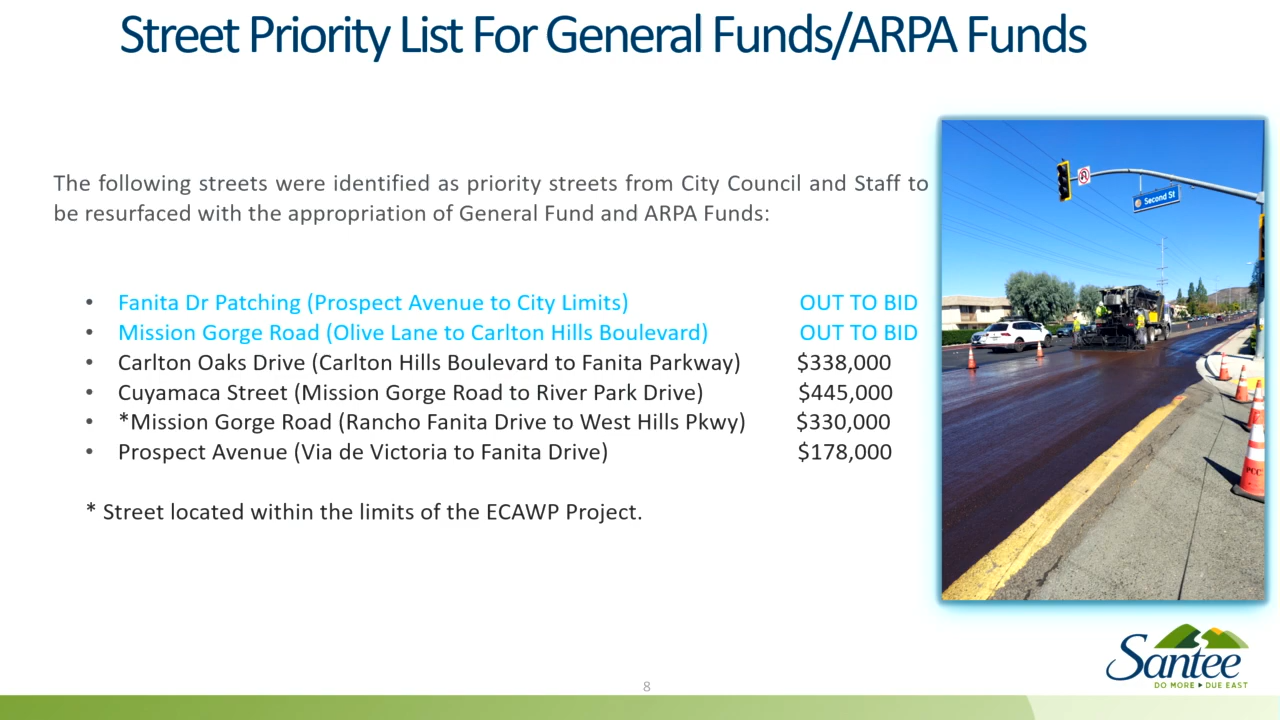 Street Priority List For General Funds/ARPA Funds
The following streets were identified as priority streets from City Council and Staff to
be resurfaced with the appropriation of General Fund and ARPA Funds:
• Fanita Dr Patching (Prospect Avenue to City Limits) OUT TO BID
• Mission Gorge Road (Olive Lane to Carlton Hills Boulevard) OUT TO BID
• Carlton Oaks Drive (Carlton Hills Boulevard to Fanita Parkway) $338,000
• Cuyamaca Street (Mission Gorge Road to River Park Drive) $445,000
• *Mission Gorge Road (Rancho Fanita Drive to West Hills Pkwy) $330,000
• Prospect Avenue (Via de Victoria to Fanita Drive) $178,000
* Street located within the limits of the ECAWP Project.
Second St
PCC
Santee
DO MORE ▸ DUE EAST
8